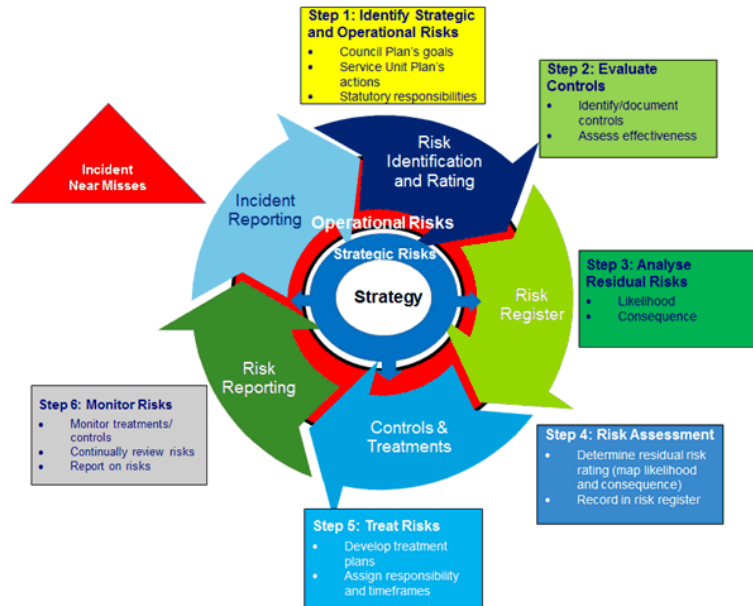 Step 1: Identify Strategic
and Operational Risks
• Council Plan's goals
• Service Unit Plan's
actions
• Statutory responsibilities
Step 2: Evaluate
Controls
• Identify/document
controls
• Assess effectiveness
Incident
Near Misses
Risk
Identification
and Rating
Incident
Reporting
Operational Risks
Strategic Risks
Strategy
Risk
Register
Step 3: Analyse
Residual Risks
• Likelihood
• Consequence
Risk
Reporting
Controls &
Treatments
Step 6: Monitor Risks
• Monitor treatments/
controls
• Continually review risks
• Report on risks
Step 4: Risk Assessment
• Determine residual risk
rating (map likelihood
and consequence)
• Record in risk register
Step 5: Treat Risks
• Develop treatment
plans
• Assign responsibility
and timeframes